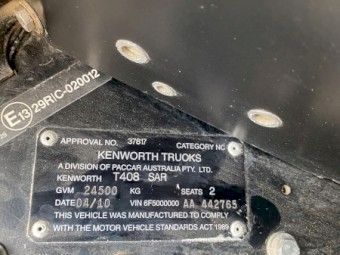 E13 29RIC-020012
APPROVAL NO. 37817 CATEGORY NC
KENWORTH TRUCKS
A DIVISION OF PACCAR AUSTRALIA PTY. LTD.
KENWORTH T408 SAR
GVM 24500 KG SEATS 2
DATE 04/10 VIN 6F5000000 AA 442765
THIS VEHICLE WAS MANUFACTURED TO COMPLY
WITH THE MOTOR VEHICLE STANDARDS ACT 1989